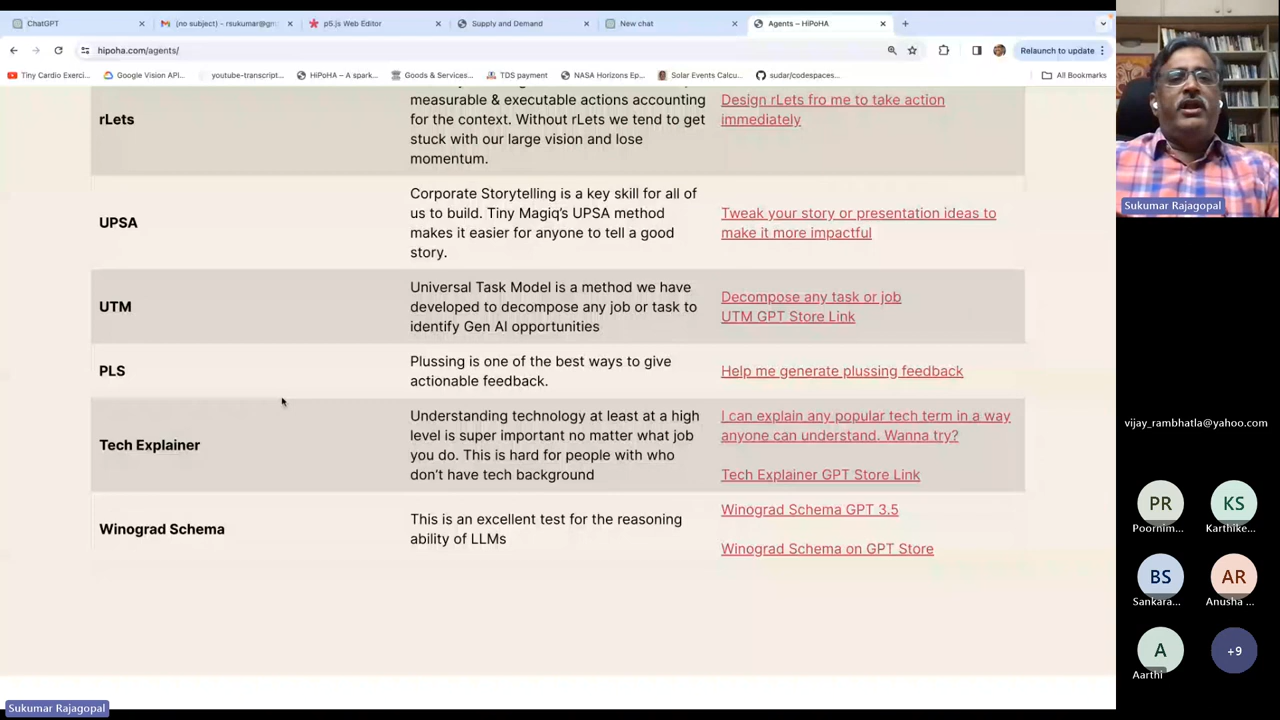 ChatGPT
(no subject) - rsukumar@gm
p5.js Web Editor
Supply and Demand
New chat
Agents – HiPoHA
hipoha.com/agents/
Relaunch to update
Tiny Cardio Exerci...
Google Vision API...
youtube-transcript...
HiPoHA – A spark...
Goods & Services...
TDS payment
NASA Horizons Ep...
Solar Events Calcu...
sudar/codespaces...
All Bookmarks
rLets
measurable & executable actions accounting
for the context. Without rLets we tend to get
stuck with our large vision and lose
momentum.
Design rLets fro me to take action
immediately
UPSA
Corporate Storytelling is a key skill for all of
us to build. Tiny Magiq's UPSA method
makes it easier for anyone to tell a good
story.
Tweak your story or presentation ideas to
make it more impactful
UTM
Universal Task Model is a method we have
developed to decompose any job or task to
identify Gen AI opportunities
Decompose any task or job
UTM GPT Store Link
PLS
Plussing is one of the best ways to give
actionable feedback.
Help me generate plussing feedback
Tech Explainer
Understanding technology at least at a high
level is super important no matter what job
you do. This is hard for people with who
don't have tech background
I can explain any popular tech term in a way
anyone can understand. Wanna try?
Tech Explainer GPT Store Link
Winograd Schema
This is an excellent test for the reasoning
ability of LLMs
Winograd Schema GPT 3.5
Winograd Schema on GPT Store
Sukumar Rajagopal
Sukumar Rajagopal
vijay_rambhatla@yahoo.com
PR
Poornim...
KS
Karthike...
BS
Sankara...
AR
Anusha ...
A
Aarthi
+9